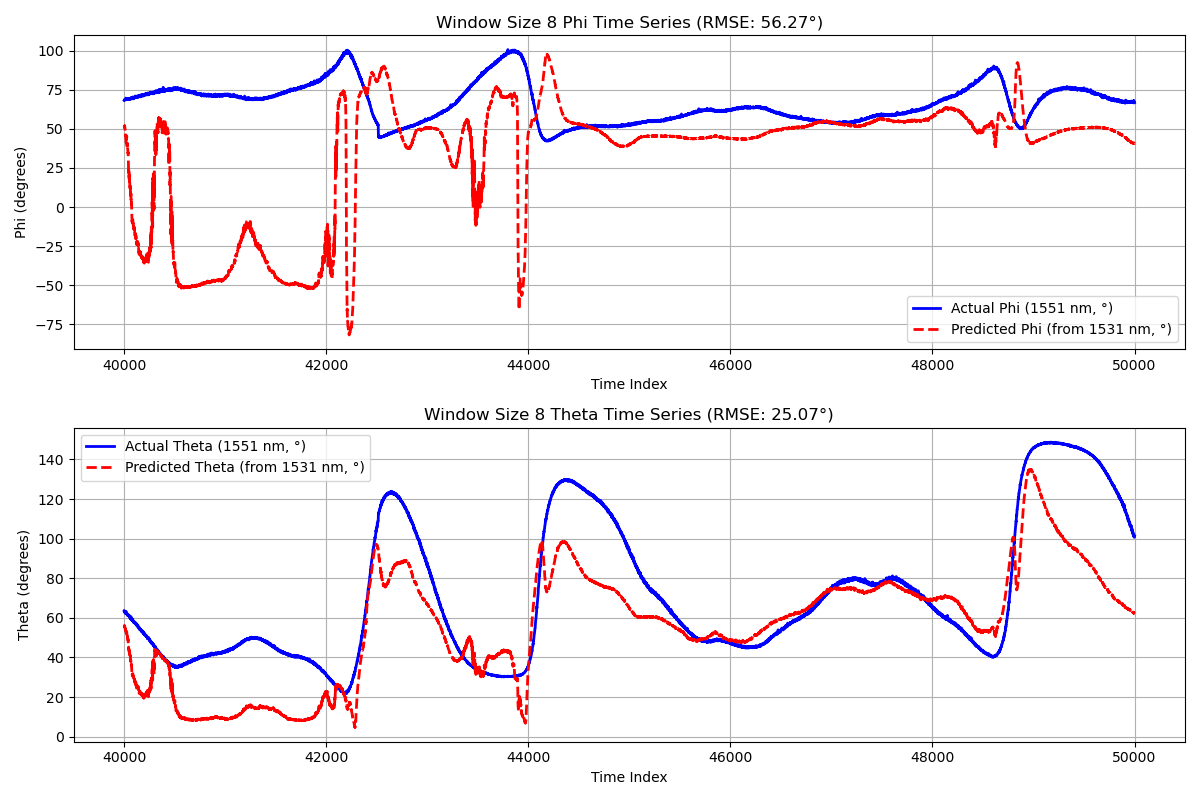 Window Size 8 Phi Time Series (RMSE: 56.27°)
Phi (degrees)
100
75
50
25
0
−25
−50
−75
Actual Phi (1551 nm, °)
Predicted Phi (from 1531 nm, °)
40000 42000 44000 46000 48000 50000
Time Index
Window Size 8 Theta Time Series (RMSE: 25.07°)
Theta (degrees)
140
120
100
80
60
40
20
0
Actual Theta (1551 nm, °)
Predicted Theta (from 1531 nm, °)
40000 42000 44000 46000 48000 50000
Time Index